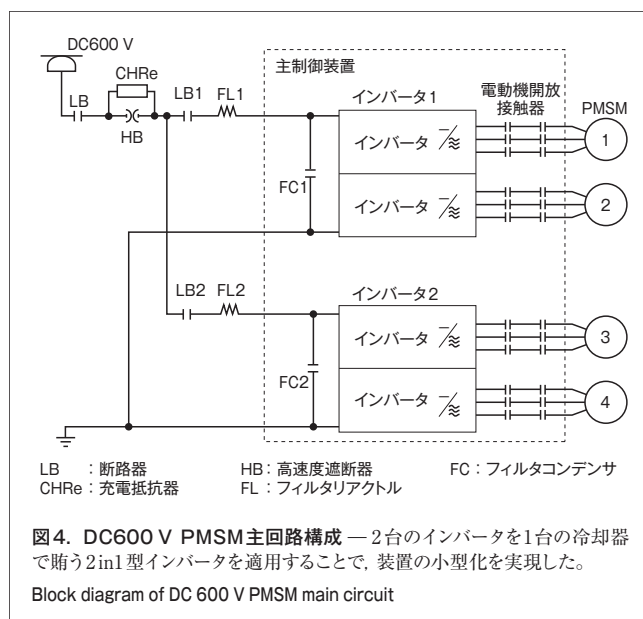 DC600 V
CHRe
LB
HB
LB1
FL1
主制御装置
インバータ1
電動機開放
接触器
PMSM
インバータ
1
FC1
インバータ
2
LB2
FL2
インバータ2
インバータ
3
FC2
インバータ
4
LB :断路器
HB:高速度遮断器
FC:フィルタコンデンサ
CHRe:充電抵抗器
FL :フィルタリアクトル
図4. DC600 V PMSM主回路構成 — 2台のインバータを1台の冷却器
で賄う2in1型インバータを適用することで,装置の小型化を実現した。
Block diagram of DC 600 V PMSM main circuit